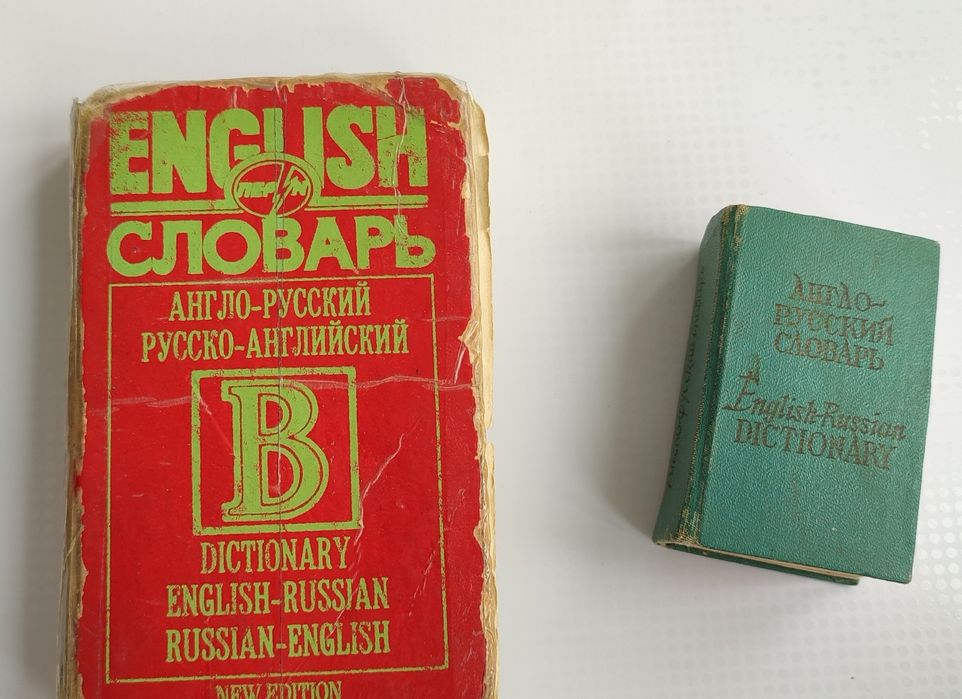 ENGLISH
ПЕРУН
СЛОВАРЬ
АНГЛО-РУССКИЙ
РУССКО-АНГЛИЙСКИЙ
B
DICTIONARY
ENGLISH-RUSSIAN
RUSSIAN-ENGLISH
NEW EDITION
АНГЛО-
РУССКИЙ
СЛОВАРЬ
A
English-Russian
DICTIONARY